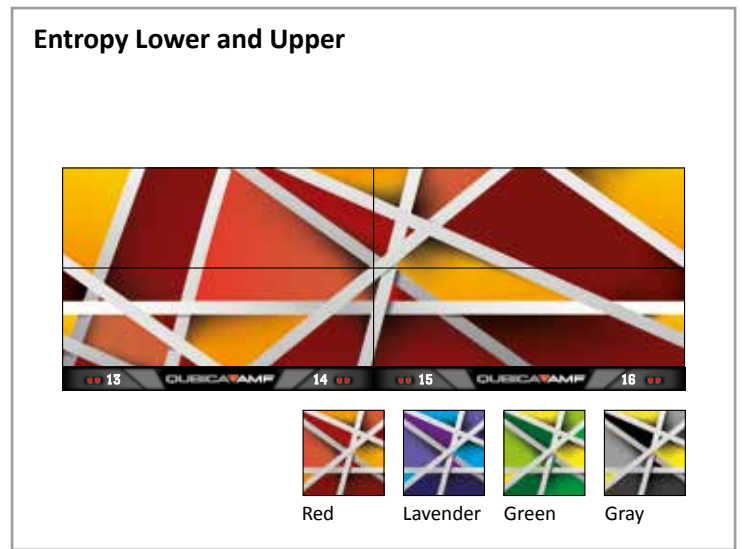 Entropy Lower and Upper
13 QUBICAAMF 14 15 QUBICAAMF 16
Red Lavender Green Gray